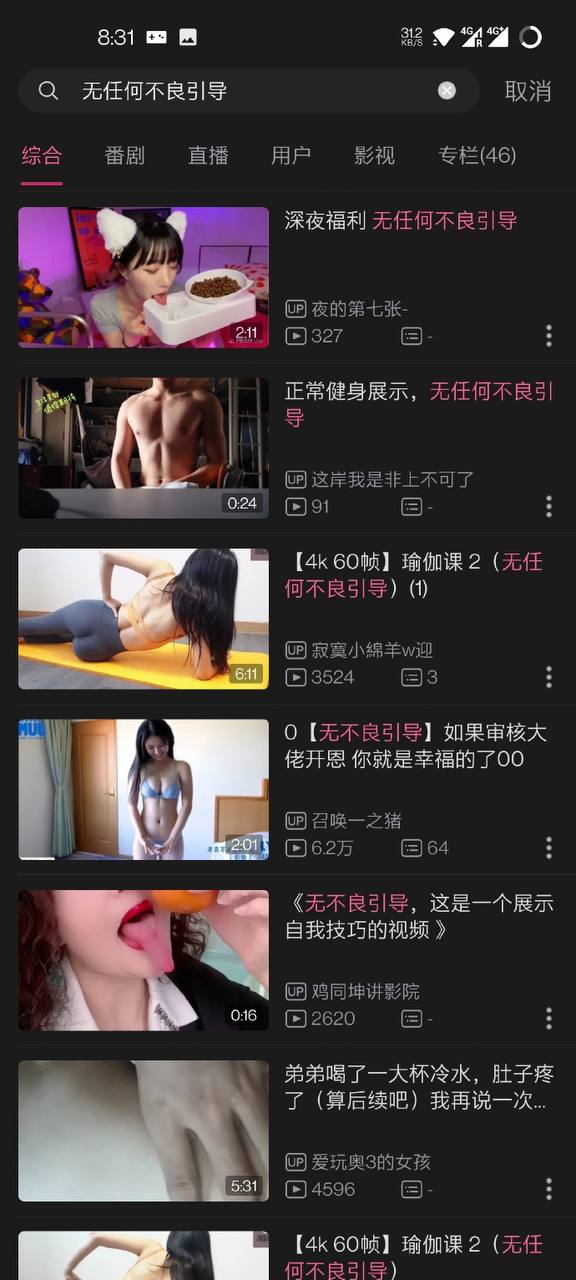 8:31
31.2
KB/S
4G
R
4G+
无任何不良引导
取消
综合
番剧
直播
用户
影视
专栏(46)
2:11
深夜福利 无任何不良引导
UP 夜的第七张-
327
-
0:24
正常健身展示，无任何不良引
导
UP 这岸我是非上不可了
91
-
6:11
【4k 60帧】瑜伽课 2（无任
何不良引导）(1)
UP 寂寞小綿羊w迎
3524
3
2:01
0【无不良引导】如果审核大
佬开恩 你就是幸福的了00
UP 召唤一之猪
6.2万
64
0:16
《无不良引导，这是一个展示
自我技巧的视频 》
UP 鸡同坤讲影院
2620
-
5:31
弟弟喝了一大杯冷水，肚子疼
了（算后续吧）我再说一次...
UP 爱玩奥3的女孩
4596
-
【4k 60帧】瑜伽课 2（无任
何不良引导）